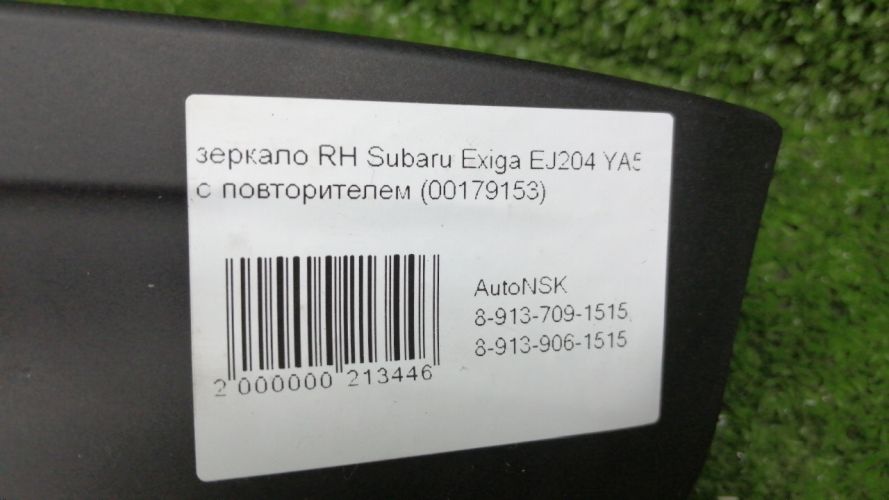 зеркало RH Subaru Exiga EJ204 YA5
с повторителем (00179153)
AutoNSK
8-913-709-1515,
8-913-906-1515
2 000000 213446